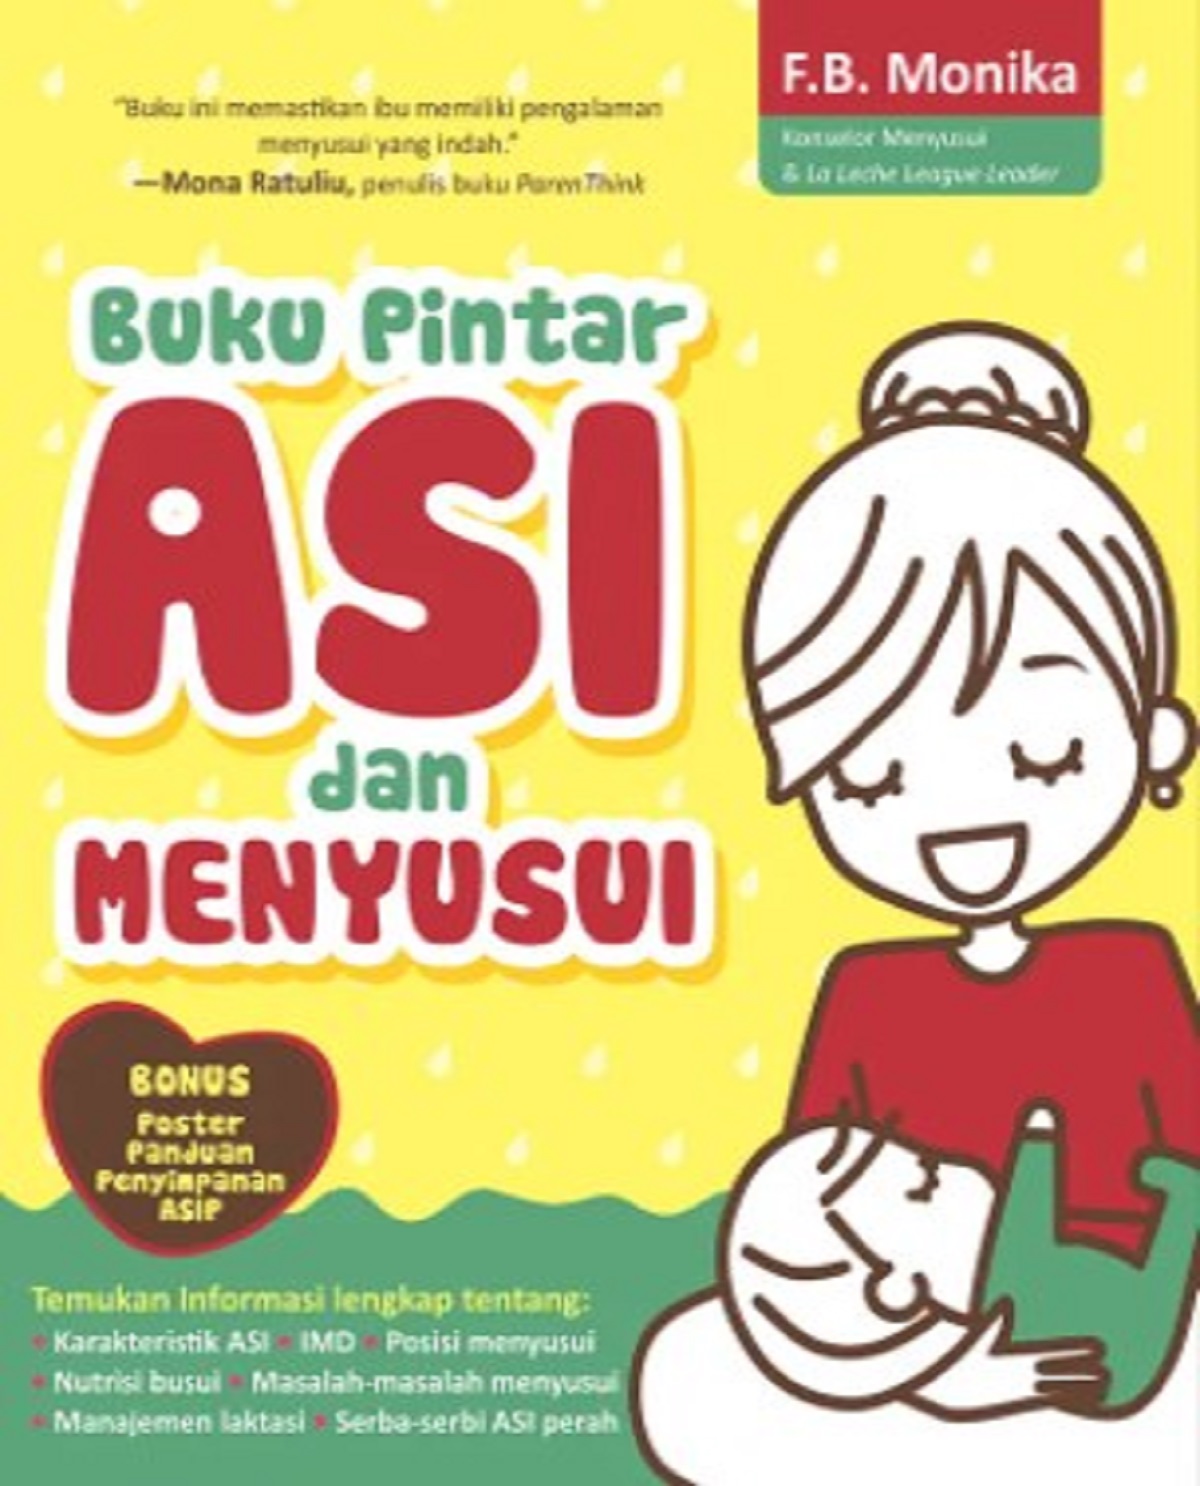 "Buku ini memastikan ibu memiliki pengalaman
menyusui yang indah."
—Mona Ratuliu, penulis buku ParenThink
F.B. Monika
Konselor Menyusui
& La Leche League Leader
Buku Pintar
ASI
dan
MENYUSUI
BONUS
Poster
Panduan
Penyimpanan
ASIP
Temukan Informasi lengkap tentang:
• Karakteristik ASI • IMD • Posisi menyusui
• Nutrisi busui • Masalah-masalah menyusui
• Manajemen laktasi • Serba-serbi ASI perah